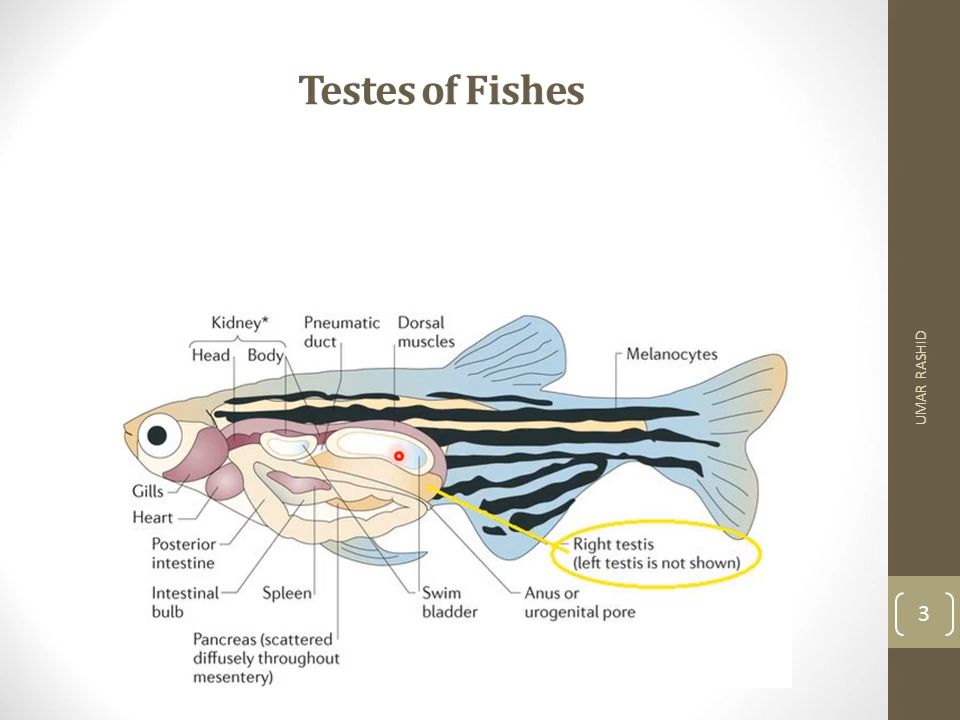 Testes of Fishes
Kidney*
Head Body
Pneumatic
duct
Dorsal
muscles
Melanocytes
Gills
Heart
Posterior
intestine
Intestinal
bulb
Spleen
Pancreas (scattered
diffusely throughout
mesentery)
Swim
bladder
Anus or
urogenital pore
Right testis
(left testis is not shown)
UMAR RASHID
3